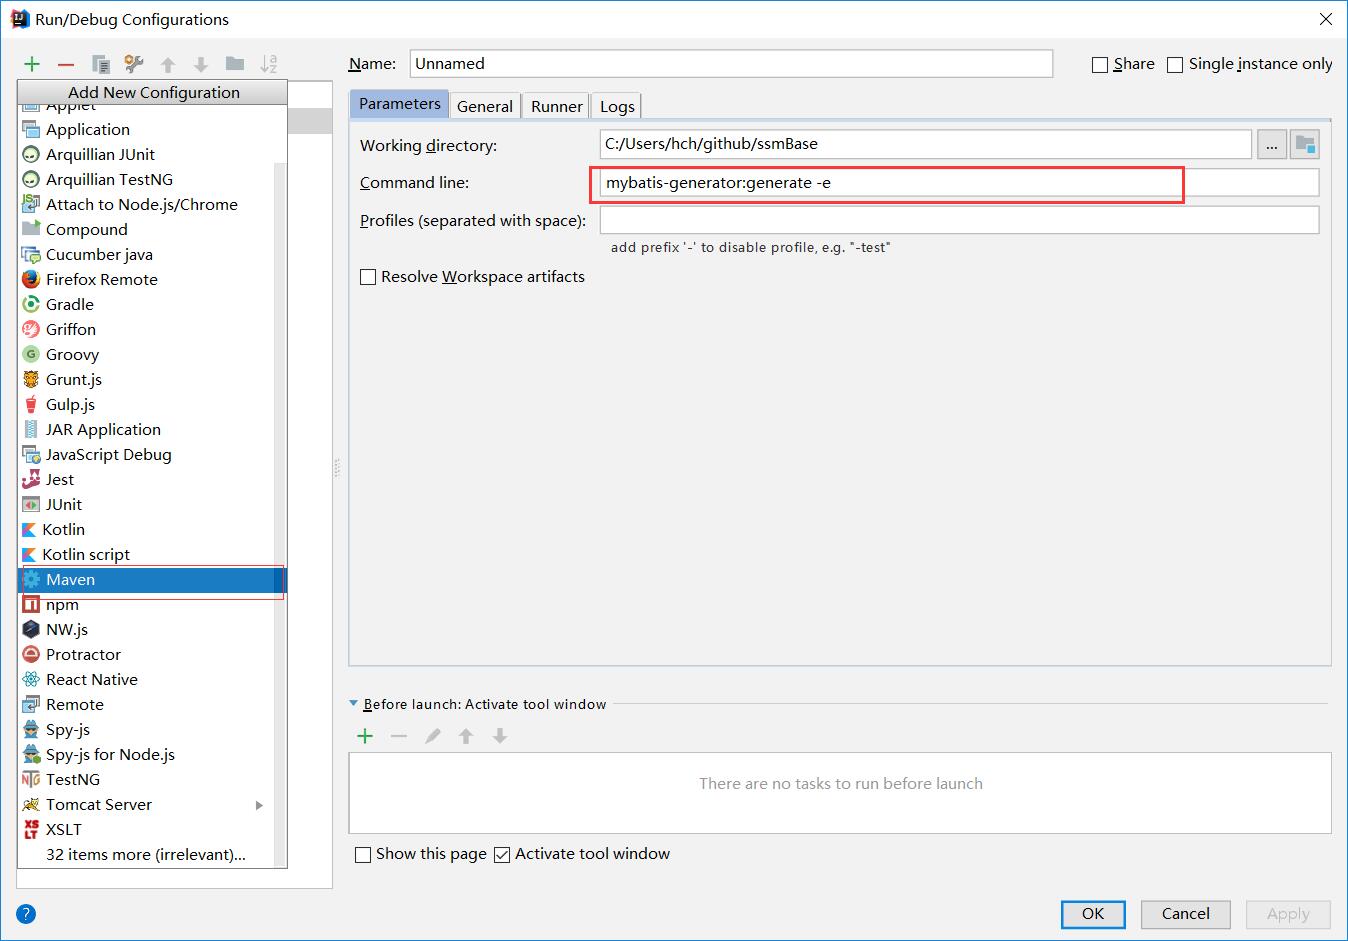 Run/Debug Configurations
Name: Unnamed
Share
Single instance only
Add New Configuration
Applet
Application
Arquillian JUnit
Arquillian TestNG
Attach to Node.js/Chrome
Compound
Cucumber java
Firefox Remote
Gradle
Griffon
Groovy
Grunt.js
Gulp.js
JAR Application
JavaScript Debug
Jest
JUnit
Kotlin
Kotlin script
Maven
npm
NW.js
Protractor
React Native
Remote
Spy-js
Spy-js for Node.js
TestNG
Tomcat Server
XSLT
32 items more (irrelevant)...
Parameters General Runner Logs
Working directory: C:/Users/hch/github/ssmBase ...
Command line: mybatis-generator:generate -e
Profiles (separated with space):
add prefix '-' to disable profile, e.g. "-test"
Resolve Workspace artifacts
Before launch: Activate tool window
There are no tasks to run before launch
Show this page Activate tool window
? OK Cancel Apply